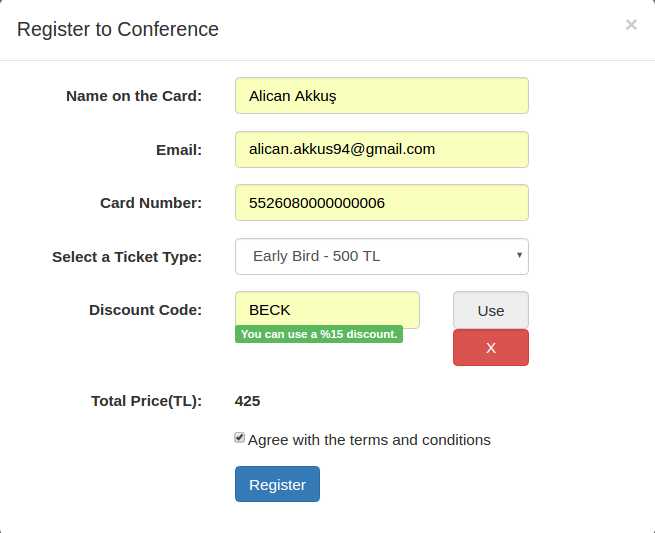 Register to Conference ×
Name on the Card: Alican Akkuş
Email: alican.akkus94@gmail.com
Card Number: 5526080000000006
Select a Ticket Type: Early Bird - 500 TL
Discount Code: BECK Use
You can use a %15 discount.
X
Total Price(TL): 425
Agree with the terms and conditions
Register